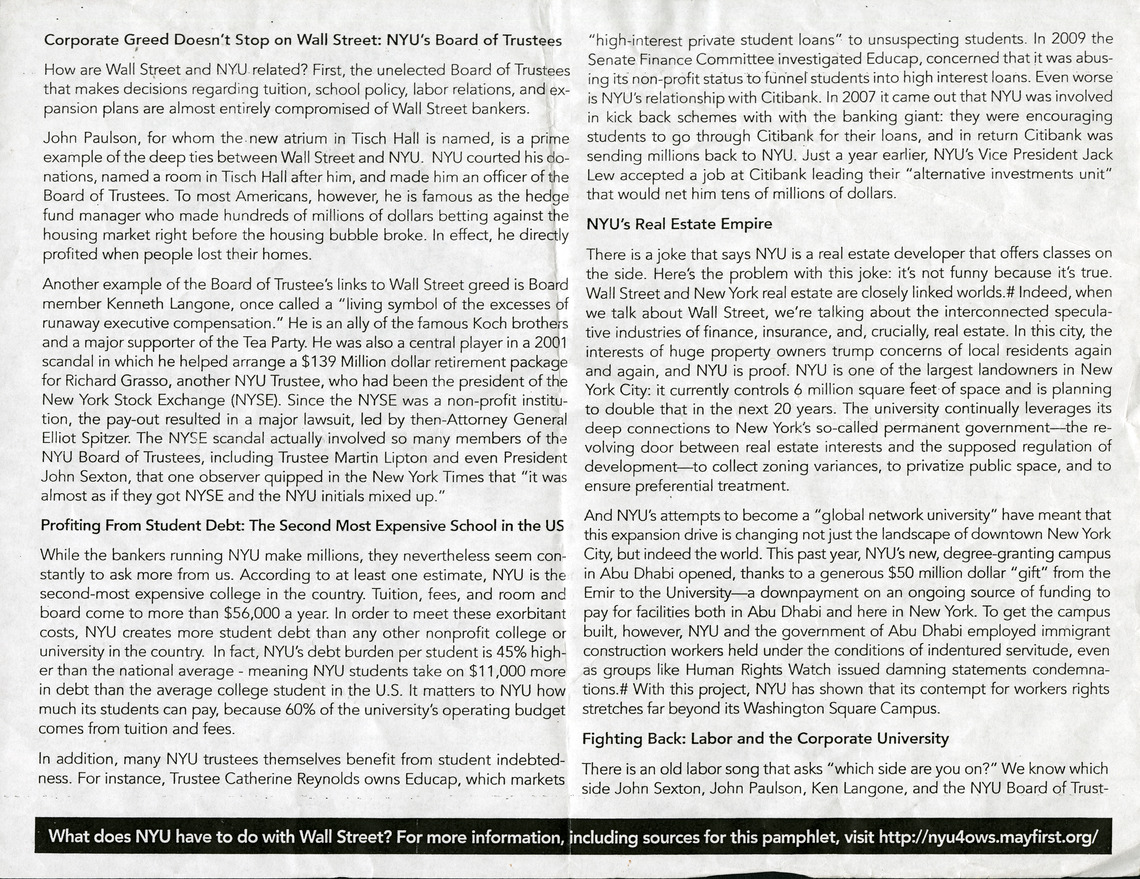 Corporate Greed Doesn't Stop on Wall Street: NYU's Board of Trustees
How are Wall Street and NYU related? First, the unelected Board of Trustees
that makes decisions regarding tuition, school policy, labor relations, and ex-
pansion plans are almost entirely compromised of Wall Street bankers.
John Paulson, for whom the new atrium in Tisch Hall is named, is a prime
example of the deep ties between Wall Street and NYU. NYU courted his do-
nations, named a room in Tisch Hall after him, and made him an officer of the
Board of Trustees. To most Americans, however, he is famous as the hedge
fund manager who made hundreds of millions of dollars betting against the
housing market right before the housing bubble broke. In effect, he directly
profited when people lost their homes.
Another example of the Board of Trustee's links to Wall Street greed is Board
member Kenneth Langone, once called a "living symbol of the excesses of
runaway executive compensation." He is an ally of the famous Koch brothers
and a major supporter of the Tea Party. He was also a central player in a 2001
scandal in which he helped arrange a $139 Million dollar retirement package
for Richard Grasso, another NYU Trustee, who had been the president of the
New York Stock Exchange (NYSE). Since the NYSE was a non-profit institu-
tion, the pay-out resulted in a major lawsuit, led by then-Attorney General
Elliot Spitzer. The NYSE scandal actually involved so many members of the
NYU Board of Trustees, including Trustee Martin Lipton and even President
John Sexton, that one observer quipped in the New York Times that "it was
almost as if they got NYSE and the NYU initials mixed up."
Profiting From Student Debt: The Second Most Expensive School in the US
While the bankers running NYU make millions, they nevertheless seem con-
stantly to ask more from us. According to at least one estimate, NYU is the
second-most expensive college in the country. Tuition, fees, and room and
board come to more than $56,000 a year. In order to meet these exorbitant
costs, NYU creates more student debt than any other nonprofit college or
university in the country. In fact, NYU's debt burden per student is 45% high-
er than the national average - meaning NYU students take on $11,000 more
in debt than the average college student in the U.S. It matters to NYU how
much its students can pay, because 60% of the university's operating budget
comes from tuition and fees.
In addition, many NYU trustees themselves benefit from student indebted-
ness. For instance, Trustee Catherine Reynolds owns Educap, which markets
"high-interest private student loans" to unsuspecting students. In 2009 the
Senate Finance Committee investigated Educap, concerned that it was abus-
ing its non-profit status to funnel students into high interest loans. Even worse
is NYU's relationship with Citibank. In 2007 it came out that NYU was involved
in kick back schemes with with the banking giant: they were encouraging
students to go through Citibank for their loans, and in return Citibank was
sending millions back to NYU. Just a year earlier, NYU's Vice President Jack
Lew accepted a job at Citibank leading their "alternative investments unit"
that would net him tens of millions of dollars.
NYU's Real Estate Empire
There is a joke that says NYU is a real estate developer that offers classes on
the side. Here's the problem with this joke: it's not funny because it's true.
Wall Street and New York real estate are closely linked worlds.# Indeed, when
we talk about Wall Street, we're talking about the interconnected specula-
tive industries of finance, insurance, and, crucially, real estate. In this city, the
interests of huge property owners trump concerns of local residents again
and again, and NYU is proof. NYU is one of the largest landowners in New
York City: it currently controls 6 million square feet of space and is planning
to double that in the next 20 years. The university continually leverages its
deep connections to New York's so-called permanent government—the re-
volving door between real estate interests and the supposed regulation of
development—to collect zoning variances, to privatize public space, and to
ensure preferential treatment.
And NYU's attempts to become a "global network university" have meant that
this expansion drive is changing not just the landscape of downtown New York
City, but indeed the world. This past year, NYU's new, degree-granting campus
in Abu Dhabi opened, thanks to a generous $50 million dollar "gift" from the
Emir to the University—a downpayment on an ongoing source of funding to
pay for facilities both in Abu Dhabi and here in New York. To get the campus
built, however, NYU and the government of Abu Dhabi employed immigrant
construction workers held under the conditions of indentured servitude, even
as groups like Human Rights Watch issued damning statements condemna-
tions.# With this project, NYU has shown that its contempt for workers rights
stretches far beyond its Washington Square Campus.
Fighting Back: Labor and the Corporate University
There is an old labor song that asks "which side are you on?" We know which
side John Sexton, John Paulson, Ken Langone, and the NYU Board of Trust-
What does NYU have to do with Wall Street? For more information, including sources for this pamphlet, visit http://nyu4ows.mayfirst.org/